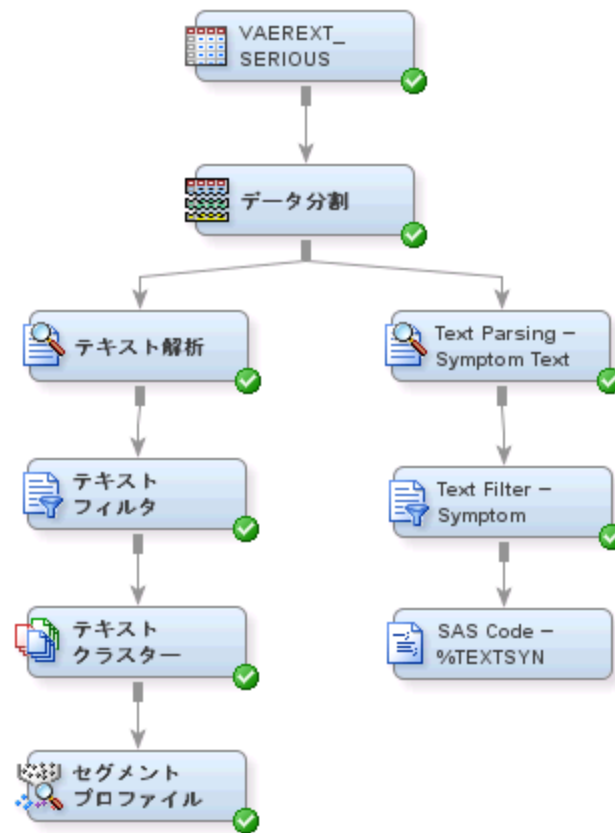 VAEREXT_
SERIOUS
データ分割
テキスト解析
テキスト
フィルタ
テキスト
クラスター
セグメント
プロファイル
Text Parsing –
Symptom Text
Text Filter –
Symptom
SAS Code –
%TEXTSYN